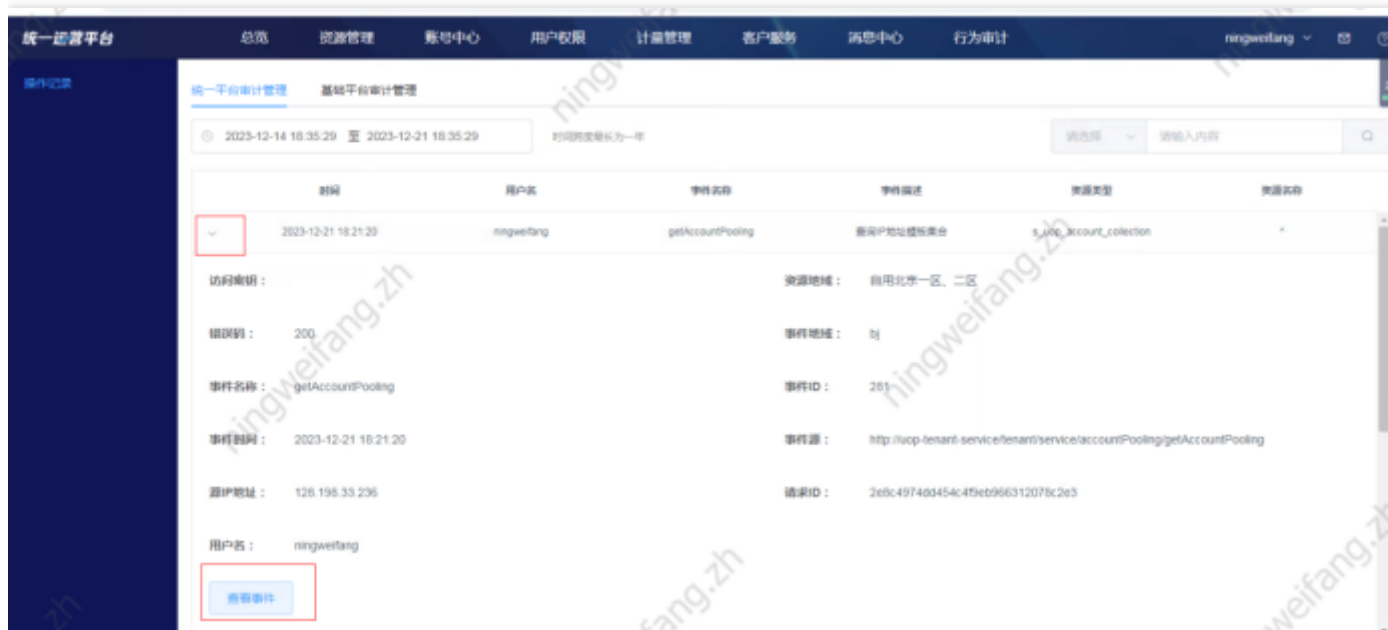 统一运营平台 总览 资源管理 账号中心 用户权限 计量管理 客户服务 消息中心 行为审计 ningweifang
操作记录
统一平台审计管理 基础平台审计管理
2023-12-14 18:35:29 至 2023-12-21 18:35:29 时间跨度最长为一年 请选择 请输入内容
时间 用户名 事件名称 事件描述 资源类型 资源名称
2023-12-21 18:21:20 ningweifang getAccountPooling 查询IP地址模板集合 s_uop_account_collection *
访问密钥: 资源地域: 自用北京一区、二区
错误码: 200 事件地域: bj
事件名称: getAccountPooling 事件ID: 281
事件时间: 2023-12-21 18:21:20 事件源: http://uop-tenant-service/tenant/service/accountPooling/getAccountPooling
源IP地址: 128.198.33.236 请求ID: 2e8c4974dd454c4f9eb966312078c2e3
用户名: ningweifang
查看事件
ningweifang.zh